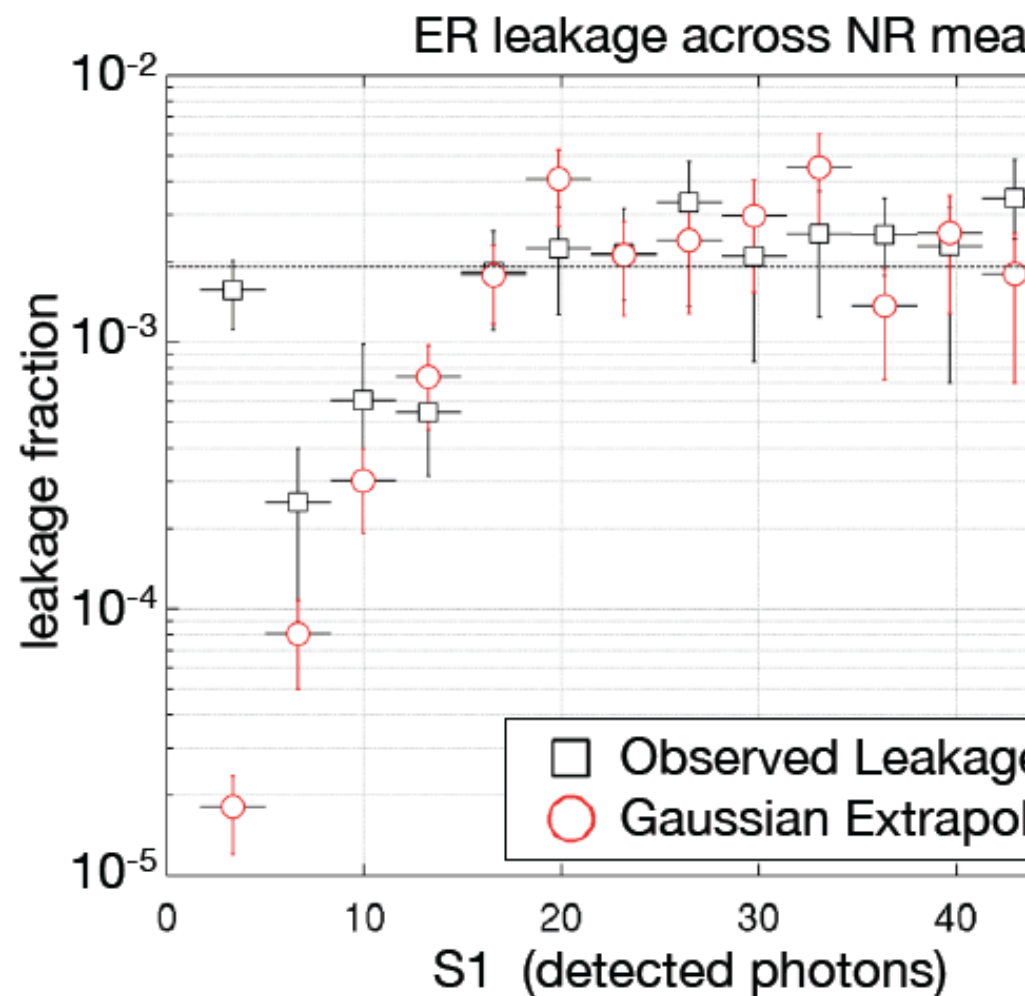 ER leakage across NR mea
10-2
10-3
10-4
10-5
leakage fraction
Observed Leakage
Gaussian Extrapol
0 10 20 30 40
S1 (detected photons)